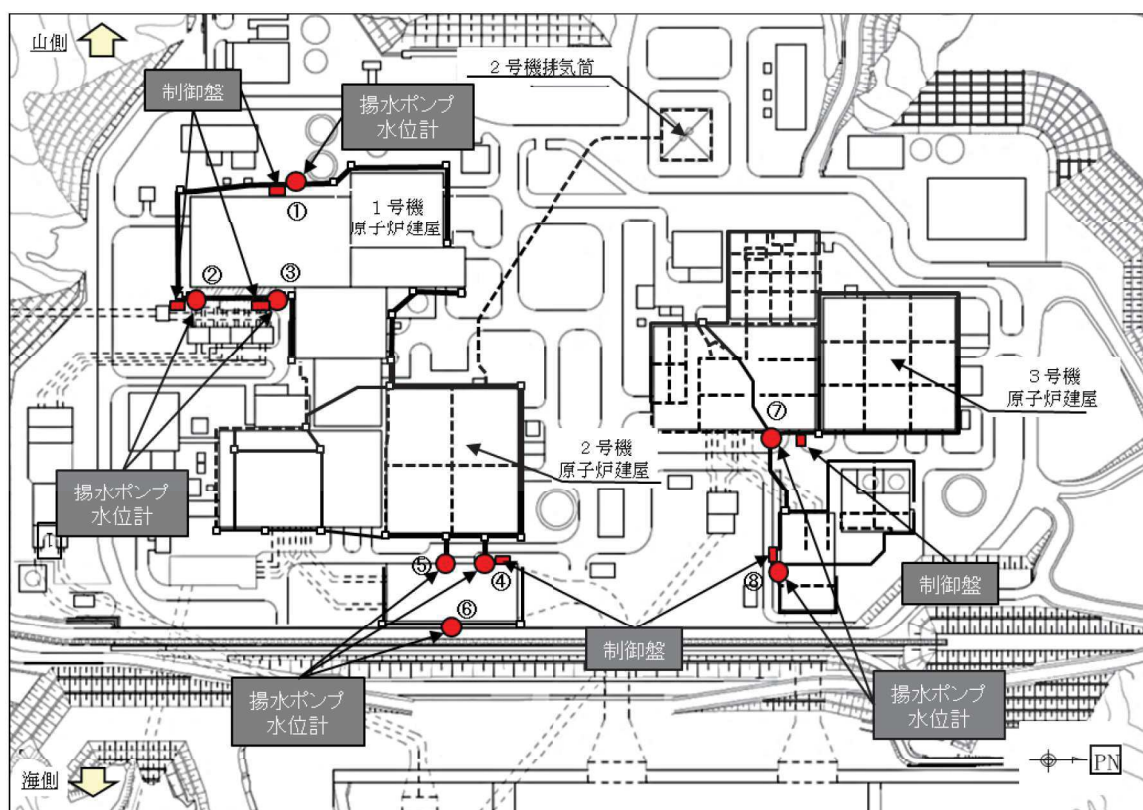 山側
2号機排気筒
制御盤
揚水ポンプ
水位計
①
1号機
原子炉建屋
②
③
3号機
原子炉建屋
⑦
2号機
原子炉建屋
揚水ポンプ
水位計
⑤
④
⑧
制御盤
⑥
制御盤
揚水ポンプ
水位計
揚水ポンプ
水位計
海側
PN